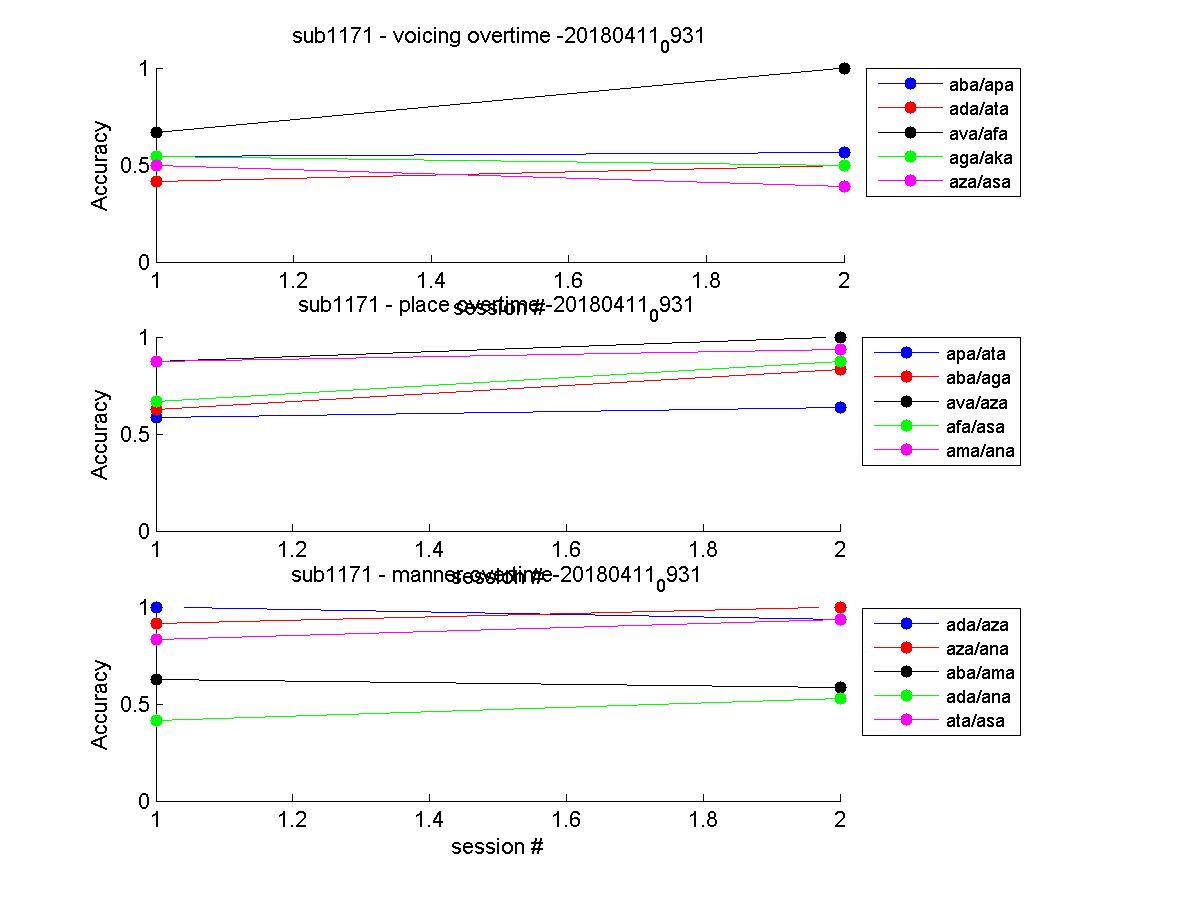 sub1171 - voicing overtime -20180411_0931
1
0.5
0
Accuracy
1 1.2 1.4 1.6 1.8 2
session #
aba/apa
ada/ata
ava/afa
aga/aka
aza/asa
sub1171 - place overtime -20180411_0931
1
0.5
0
Accuracy
1 1.2 1.4 1.6 1.8 2
session #
apa/ata
aba/aga
ava/aza
afa/asa
ama/ana
sub1171 - manner overtime -20180411_0931
1
0.5
0
Accuracy
1 1.2 1.4 1.6 1.8 2
session #
ada/aza
aza/ana
aba/ama
ada/ana
ata/asa